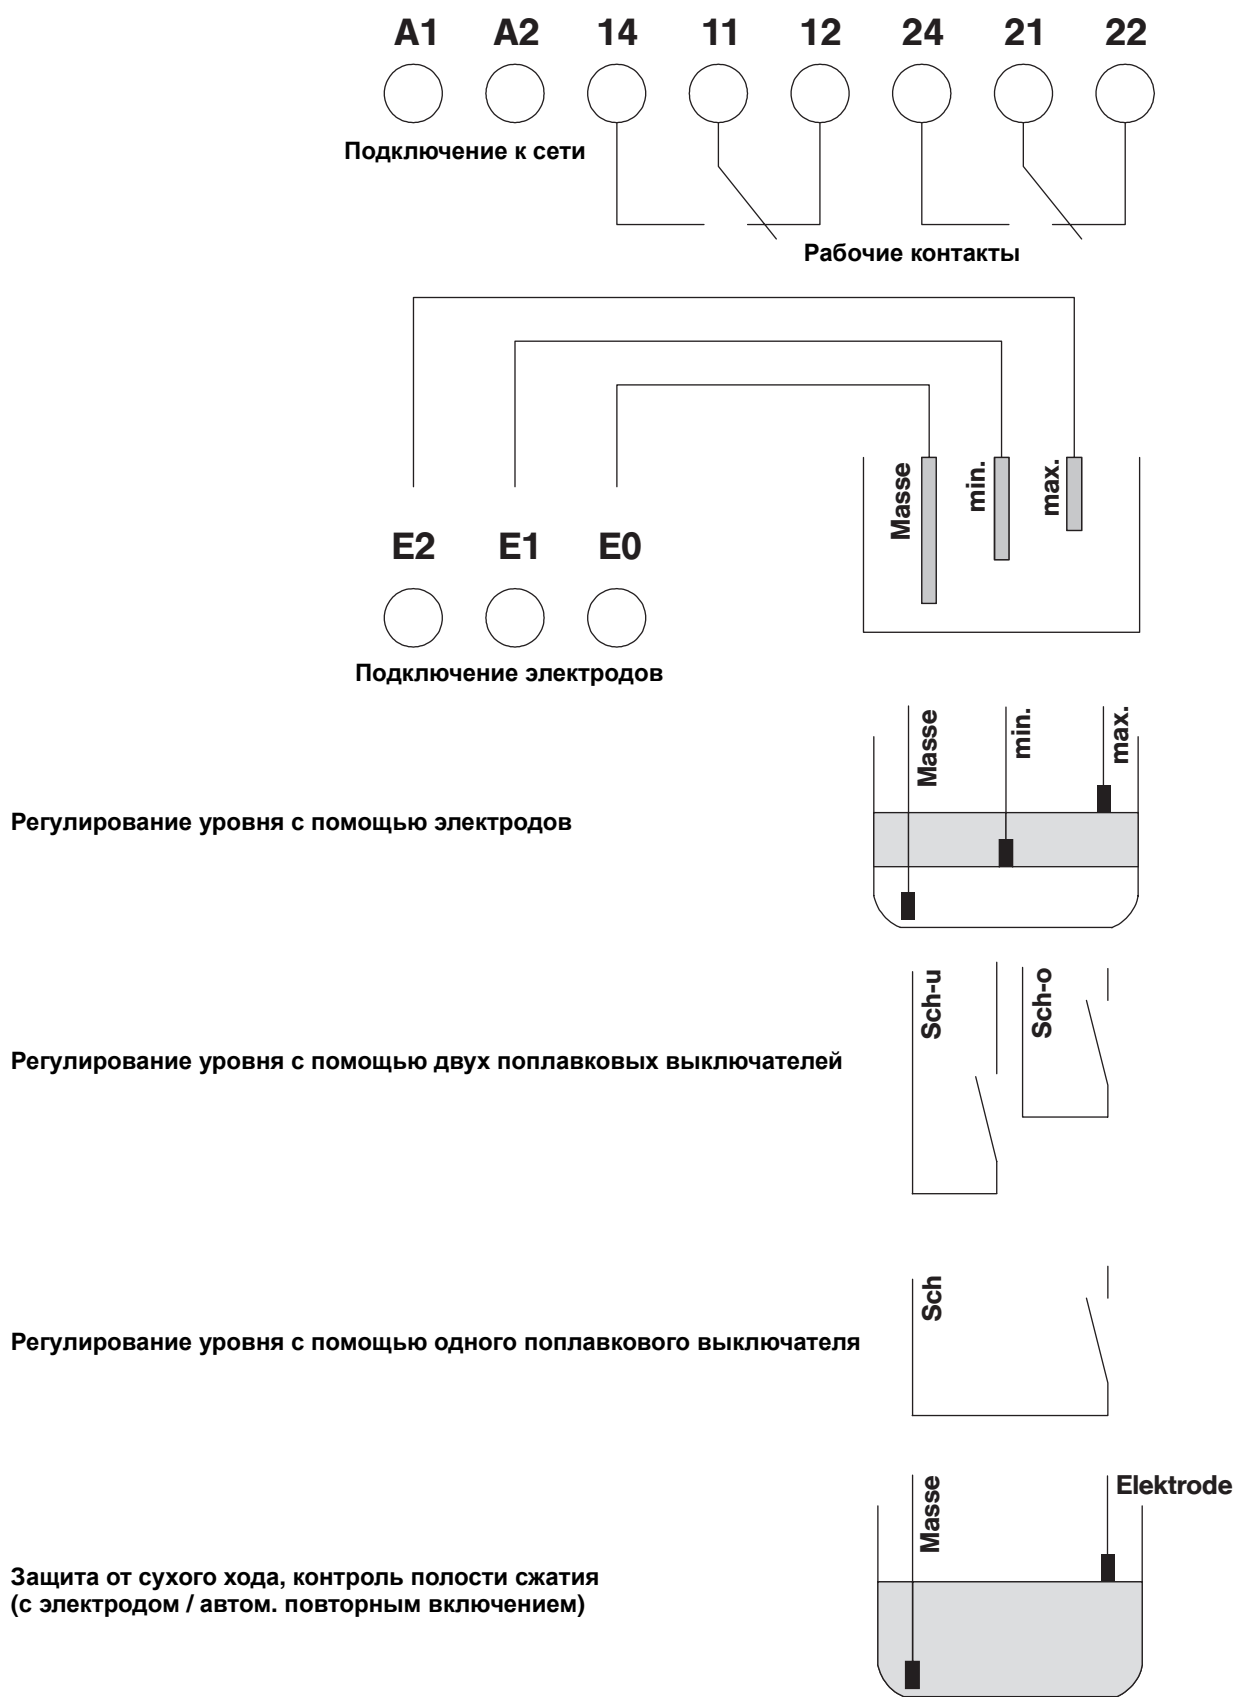 A1 A2 14 11 12 24 21 22
Подключение к сети
Рабочие контакты
Masse min. max.
E2 E1 E0
Подключение электродов
Masse min. max.
Регулирование уровня с помощью электродов
Sch-u Sch-o
Регулирование уровня с помощью двух поплавковых выключателей
Sch
Регулирование уровня с помощью одного поплавкового выключателя
Masse Elektrode
Защита от сухого хода, контроль полости сжатия
(с электродом / автом. повторным включением)